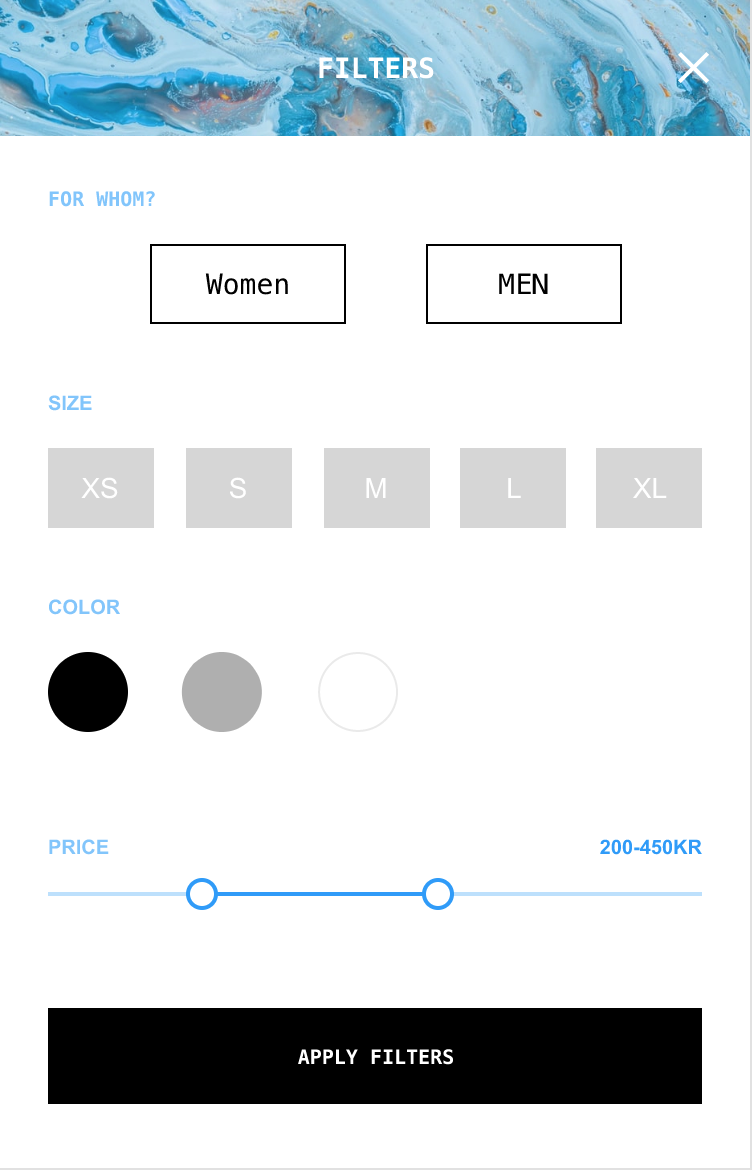 FILTERS
FOR WHOM?
Women MEN
SIZE
XS S M L XL
COLOR
PRICE 200-450KR
APPLY FILTERS